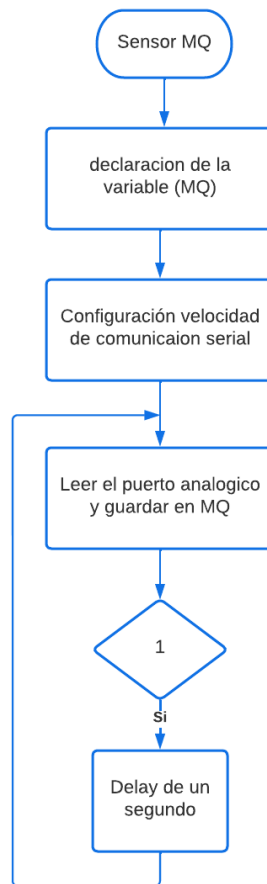 Sensor MQ
declaracion de la
variable (MQ)
Configuración velocidad
de comunicaion serial
Leer el puerto analogico
y guardar en MQ
1
Si
Delay de un
segundo